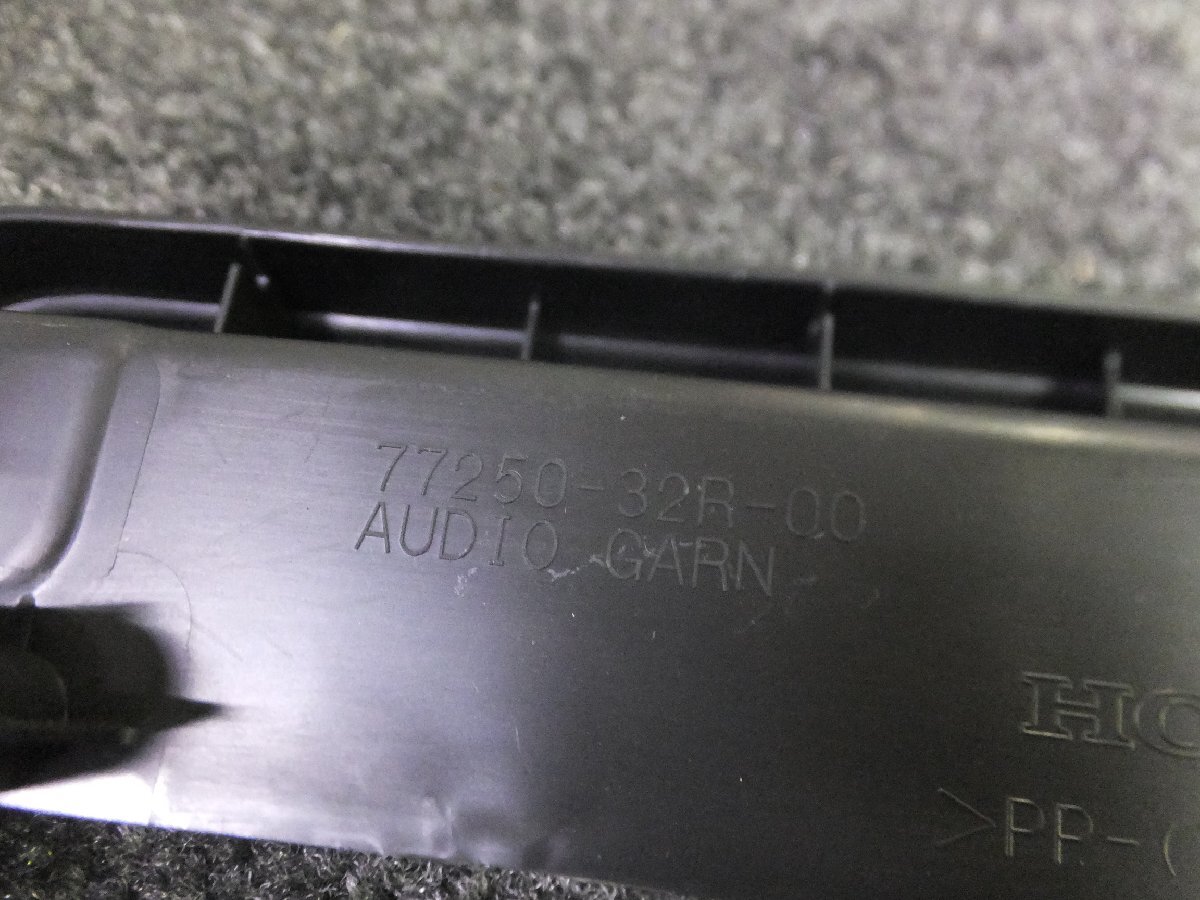 77250-32R-00
AUDIO GARN
HO
>PP-(